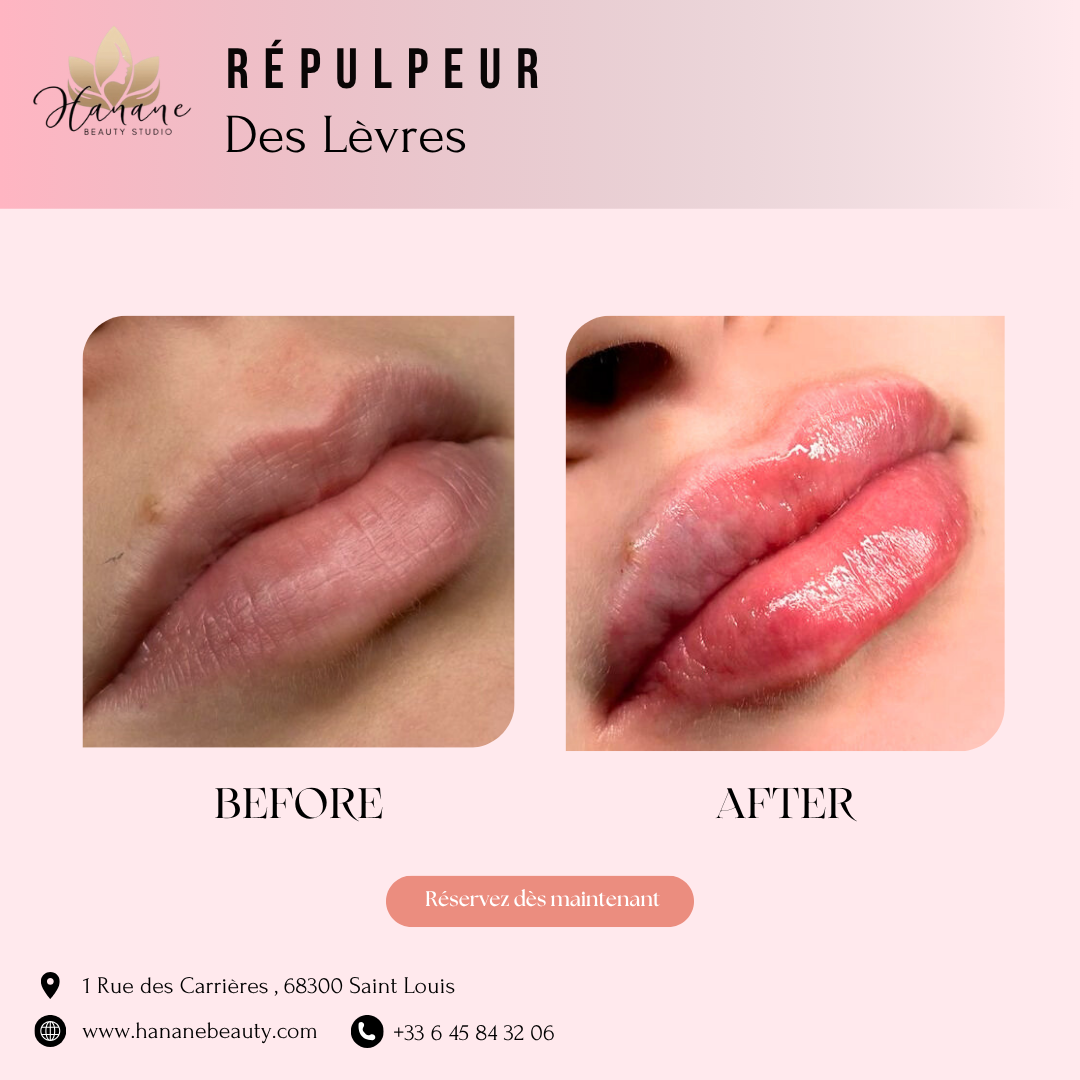 Hanane
BEAUTY STUDIO
RÉPULPEUR
Des Lèvres
BEFORE
AFTER
Réservez dès maintenant
1 Rue des Carrières , 68300 Saint Louis
www.hananebeauty.com
+33 6 45 84 32 06